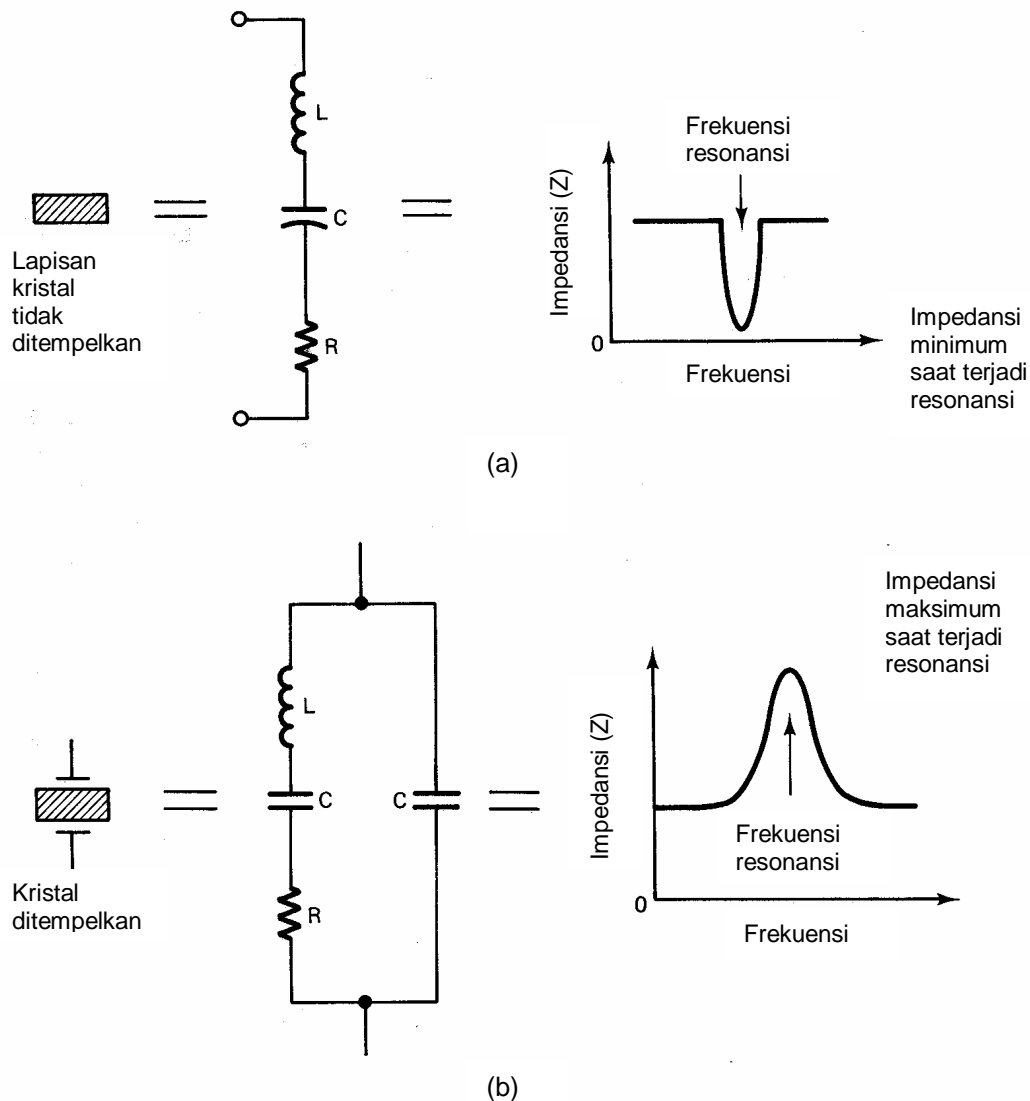 L
C
R
Lapisan
kristal
tidak
ditempelkan
Impedansi (Z)
Frekuensi
resonansi
0
Frekuensi
Impedansi
minimum
saat terjadi
resonansi
(a)
L
C
C
R
Kristal
ditempelkan
Impedansi (Z)
Impedansi
maksimum
saat terjadi
resonansi
Frekuensi
resonansi
0
Frekuensi
(b)